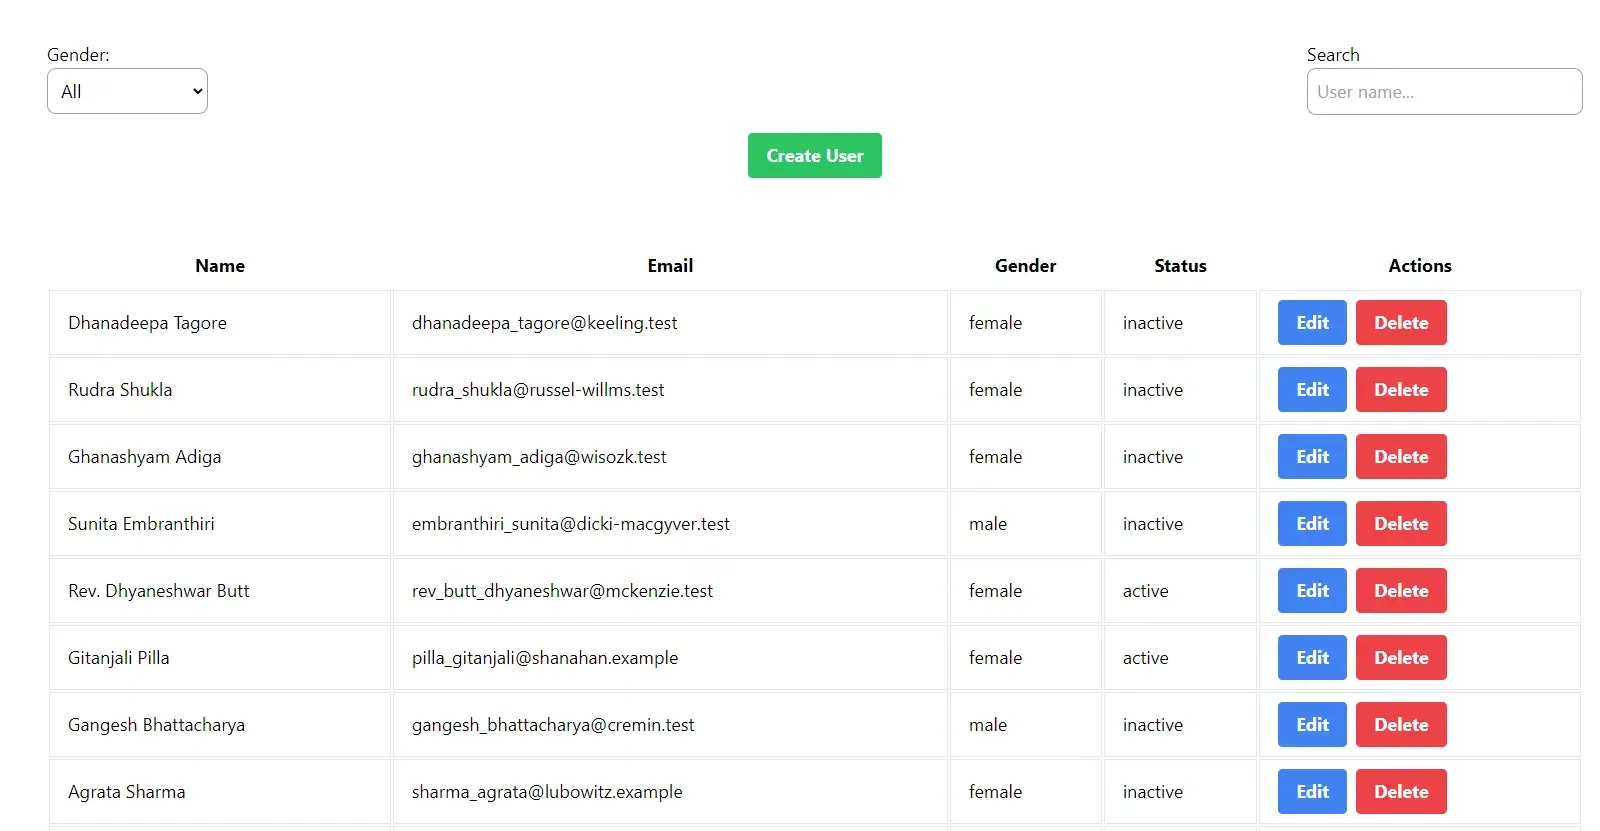 Gender:
Search
All
User name...
Create User
Name Email Gender Status Actions
Dhanadeepa Tagore dhanadeepa_tagore@keeling.test female inactive Edit Delete
Rudra Shukla rudra_shukla@russel-willms.test female inactive Edit Delete
Ghanashyam Adiga ghanashyam_adiga@wisozk.test female inactive Edit Delete
Sunita Embranthiri embranthiri_sunita@dicki-macgyver.test male inactive Edit Delete
Rev. Dhyaneshwar Butt rev_butt_dhyaneshwar@mckenzie.test female active Edit Delete
Gitanjali Pilla pilla_gitanjali@shanahan.example female active Edit Delete
Gangesh Bhattacharya gangesh_bhattacharya@cremin.test male inactive Edit Delete
Agrata Sharma sharma_agrata@lubowitz.example female inactive Edit Delete